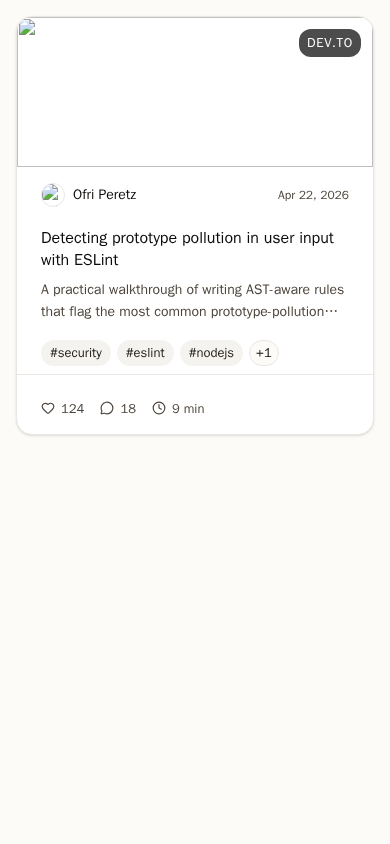 DEV.TO
Ofri Peretz
Apr 22, 2026
Detecting prototype pollution in user input
with ESLint
A practical walkthrough of writing AST-aware rules
that flag the most common prototype-pollution…
#security #eslint #nodejs +1
124 18 9 min